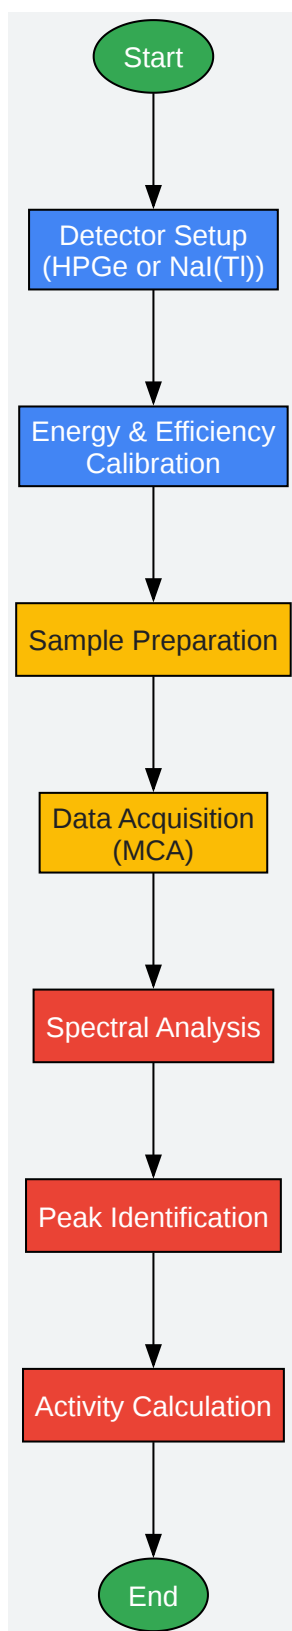 Start
Detector Setup
(HPGe or NaI(Tl))
Energy & Efficiency
Calibration
Sample Preparation
Data Acquisition
(MCA)
Spectral Analysis
Peak Identification
Activity Calculation
End